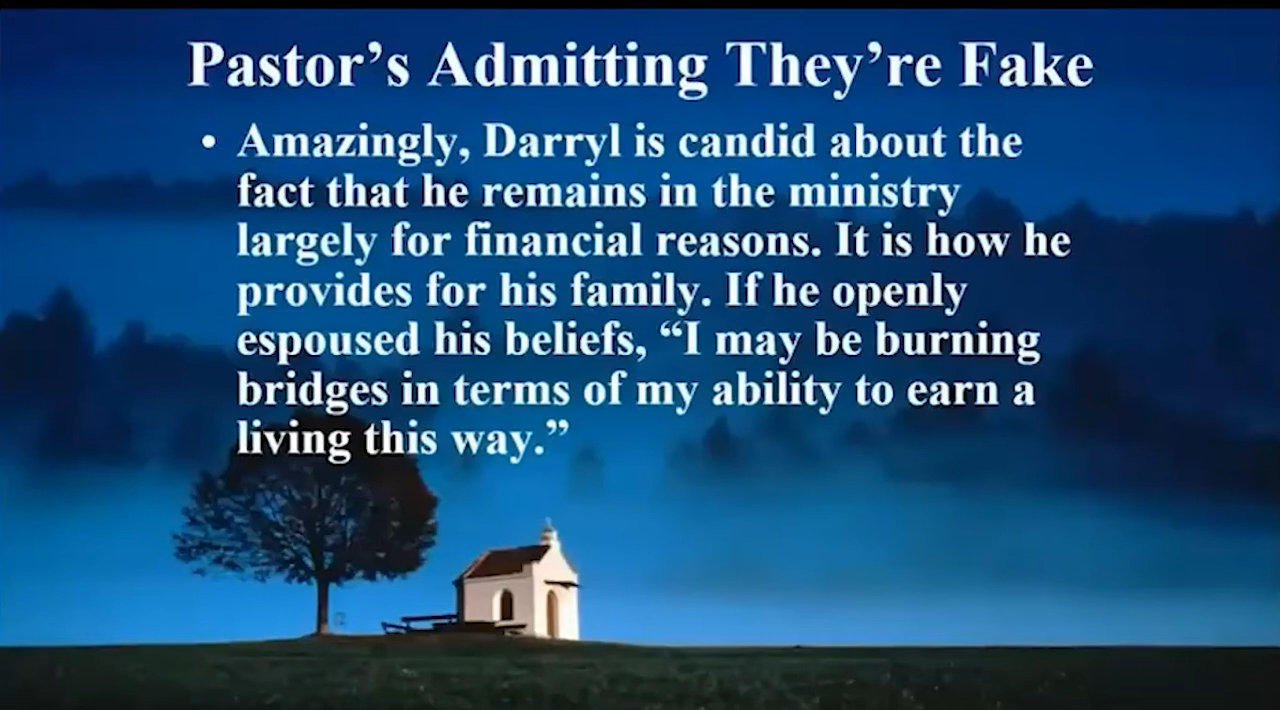 Pastor’s Admitting They’re Fake
• Amazingly, Darryl is candid about the
fact that he remains in the ministry
largely for financial reasons. It is how he
provides for his family. If he openly
espoused his beliefs, “I may be burning
bridges in terms of my ability to earn a
living this way.”